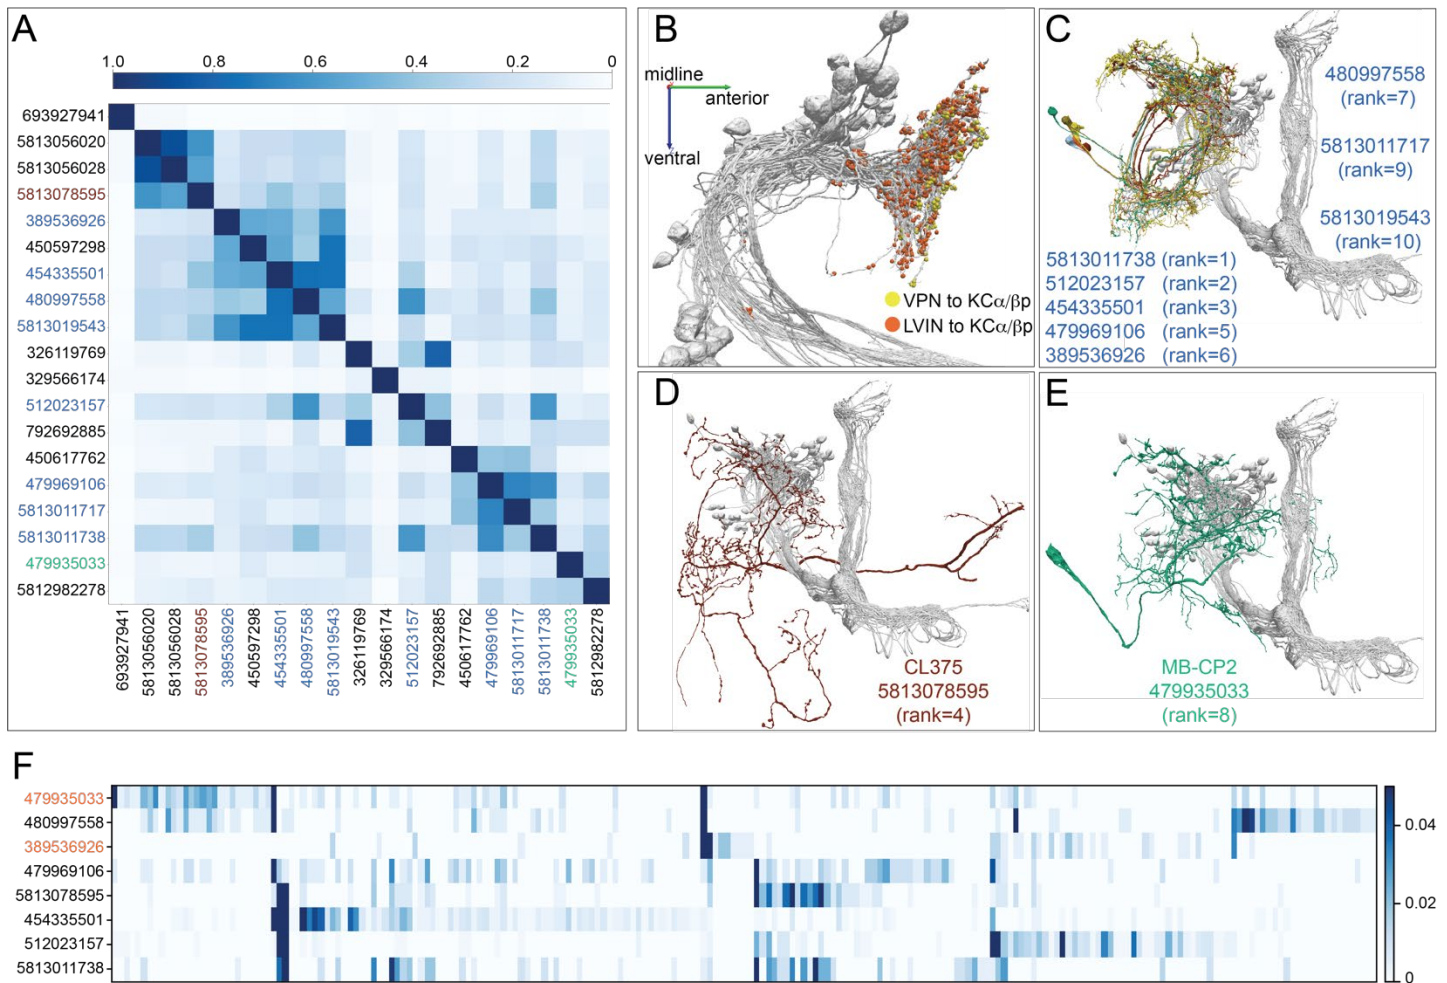 A
1.0 0.8 0.6 0.4 0.2 0
693927941
5813056020
5813056028
5813078595
389536926
450597298
454335501
480997558
5813019543
326119769
329566174
512023157
792692885
450617762
479969106
5813011717
5813011738
479935033
5812982278
693927941
5813056020
5813056028
5813078595
389536926
450597298
454335501
480997558
5813019543
326119769
329566174
512023157
792692885
450617762
479969106
5813011717
5813011738
479935033
5812982278
B
midline
anterior
ventral
VPN to KCα/βp
LVIN to KCα/βp
C
480997558
(rank=7)
5813011717
(rank=9)
5813019543
(rank=10)
5813011738 (rank=1)
512023157 (rank=2)
454335501 (rank=3)
479969106 (rank=5)
389536926 (rank=6)
D
CL375
5813078595
(rank=4)
E
MB-CP2
479935033
(rank=8)
F
479935033
480997558
389536926
479969106
5813078595
454335501
512023157
5813011738
0.04
0.02
0